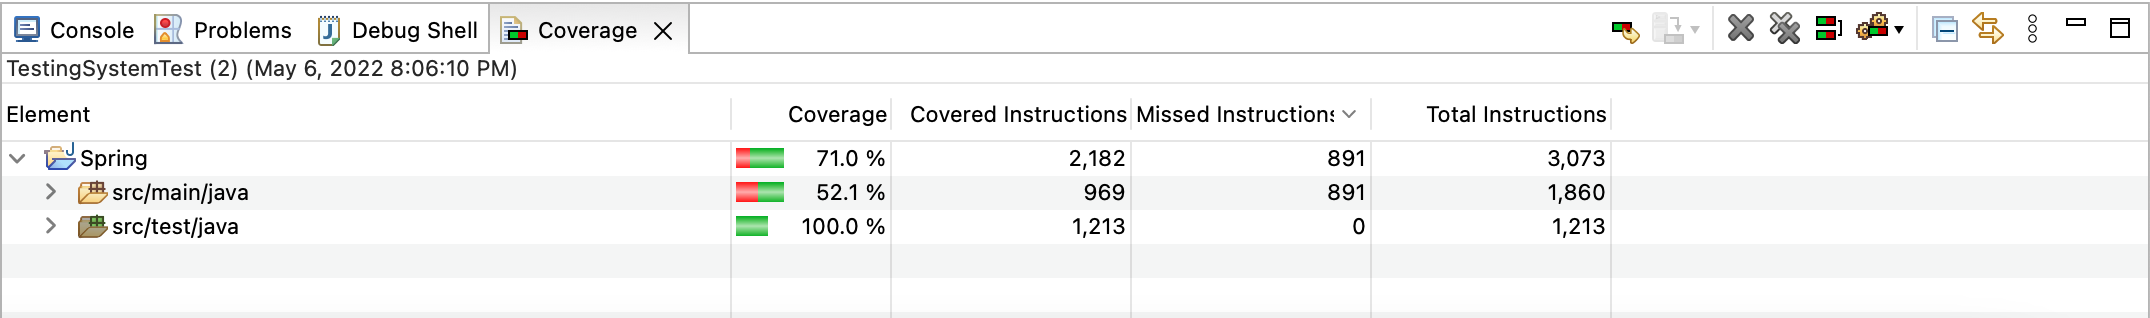 Console Problems Debug Shell Coverage
TestingSystemTest (2) (May 6, 2022 8:06:10 PM)
Element Coverage Covered Instructions Missed Instructions Total Instructions
Spring 71.0 % 2,182 891 3,073
src/main/java 52.1 % 969 891 1,860
src/test/java 100.0 % 1,213 0 1,213